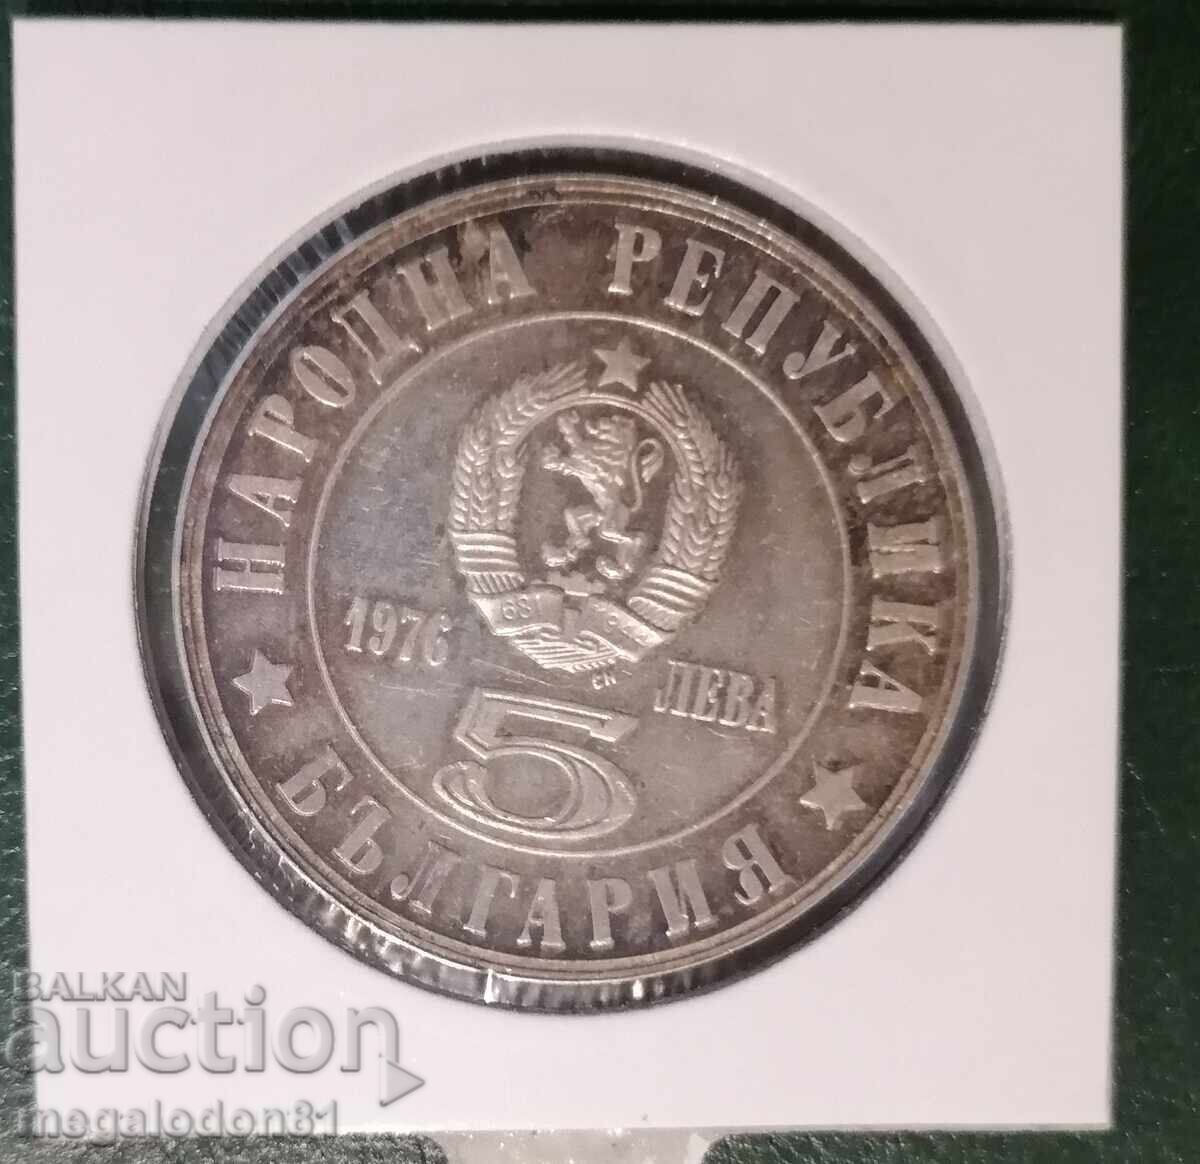 НАРОДНА РЕПУБЛИКА
681
1976
ЛЕВА
5
БЪЛГАРИЯ
BALKAN
auction
megalodon81